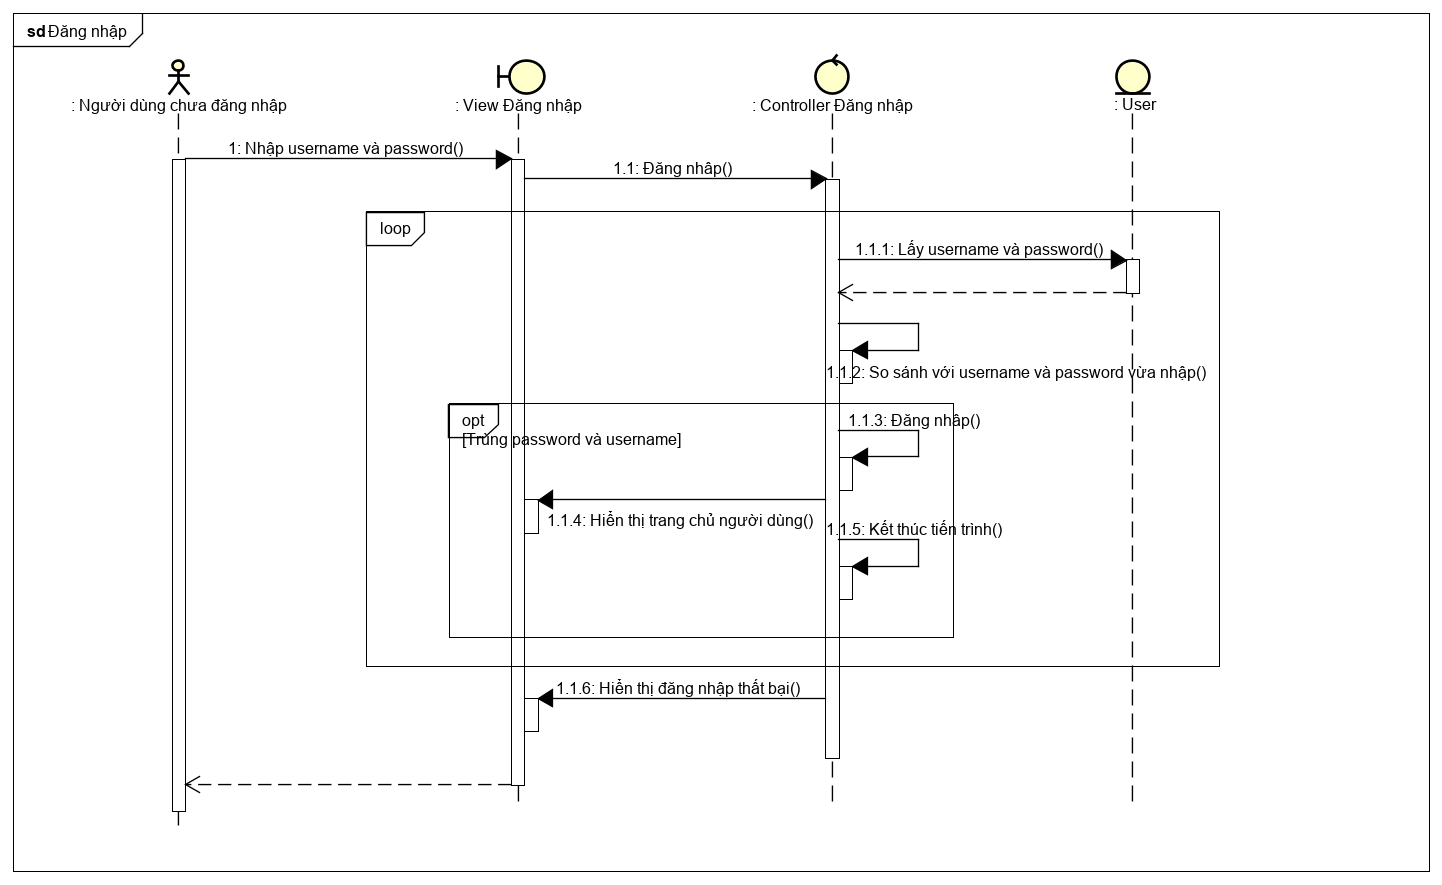 sd Đăng nhập
: Người dùng chưa đăng nhập
: View Đăng nhập
: Controller Đăng nhập
: User
1: Nhập username và password()
1.1: Đăng nhâp()
loop
1.1.1: Lấy username và password()
1.1.2: So sánh với username và password vừa nhập()
opt
[Trùng password và username]
1.1.3: Đăng nhâp()
1.1.4: Hiển thị trang chủ người dùng()
1.1.5: Kết thúc tiến trình()
1.1.6: Hiển thị đăng nhập thất bại()